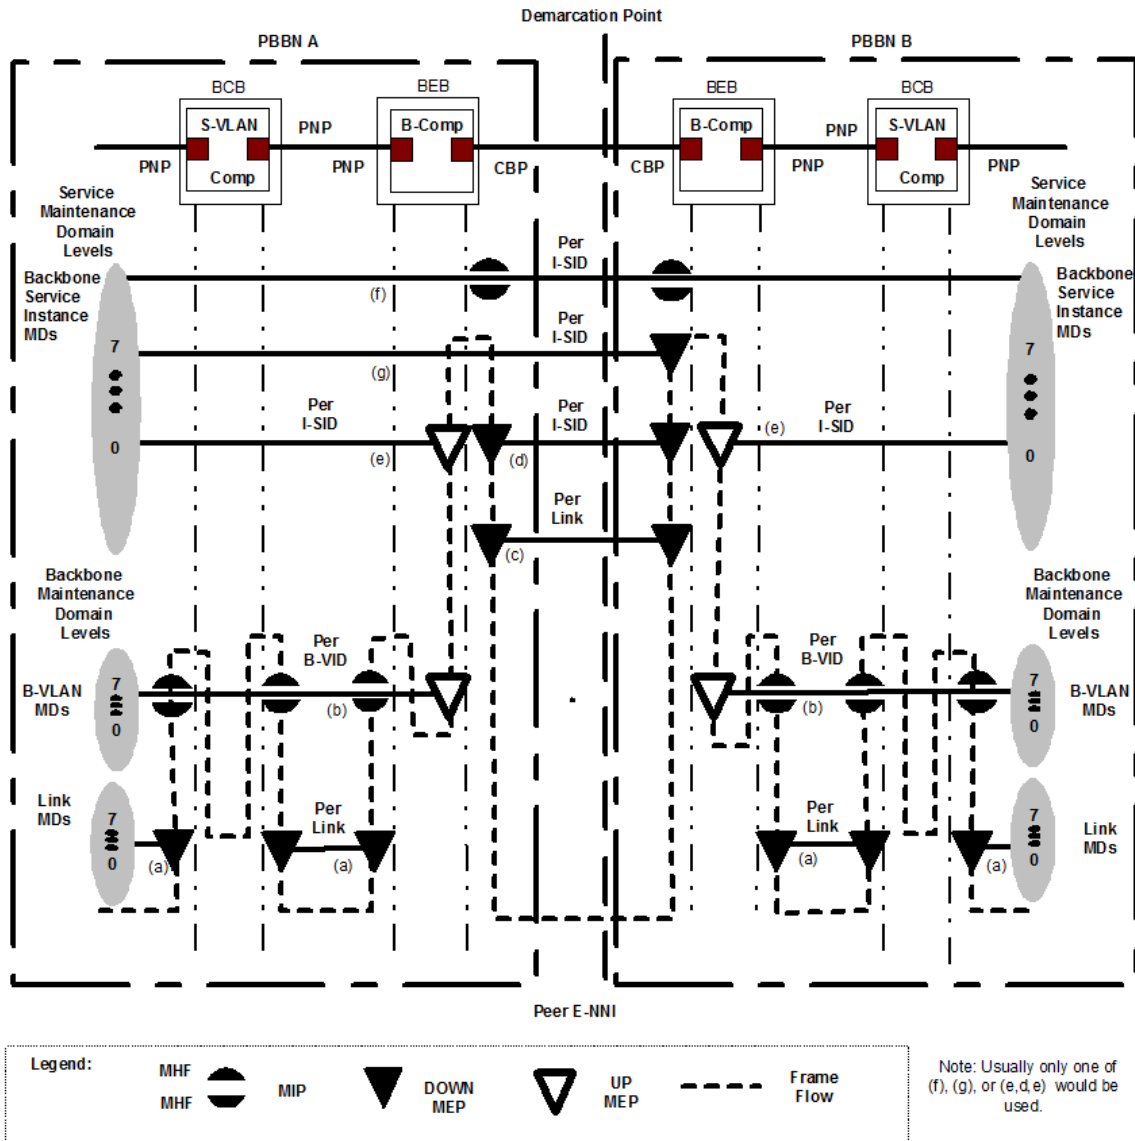 Demarcation Point
PBBN A
PBBN B
BCB
BEB
BEB
BCB
S-VLAN
PNP
B-Comp
B-Comp
PNP
S-VLAN
PNP
Comp
PNP
CBP
CBP
PNP
Comp
PNP
Service
Maintenance
Domain
Levels
Service
Maintenance
Domain
Levels
Per
I-SID
Backbone
Service
Instance
MDs
Backbone
Service
Instance
MDs
(f)
Per
I-SID
7
7
(g)
Per
I-SID
Per
I-SID
Per
I-SID
(e)
0
(e)
(d)
0
Per
Link
(c)
Backbone
Maintenance
Domain
Levels
Backbone
Maintenance
Domain
Levels
Per
B-VID
Per
B-VID
B-VLAN
MDs
7
0
(b)
(b)
7
0
B-VLAN
MDs
Link
MDs
7
0
(a)
Per
Link
(a)
Per
Link
(a)
(a)
7
0
Link
MDs
Peer E-NNI
Legend:
MHF
MHF
MIP
DOWN
MEP
UP
MEP
Frame
Flow
Note: Usually only one of
(f), (g), or (e,d,e) would be
used.